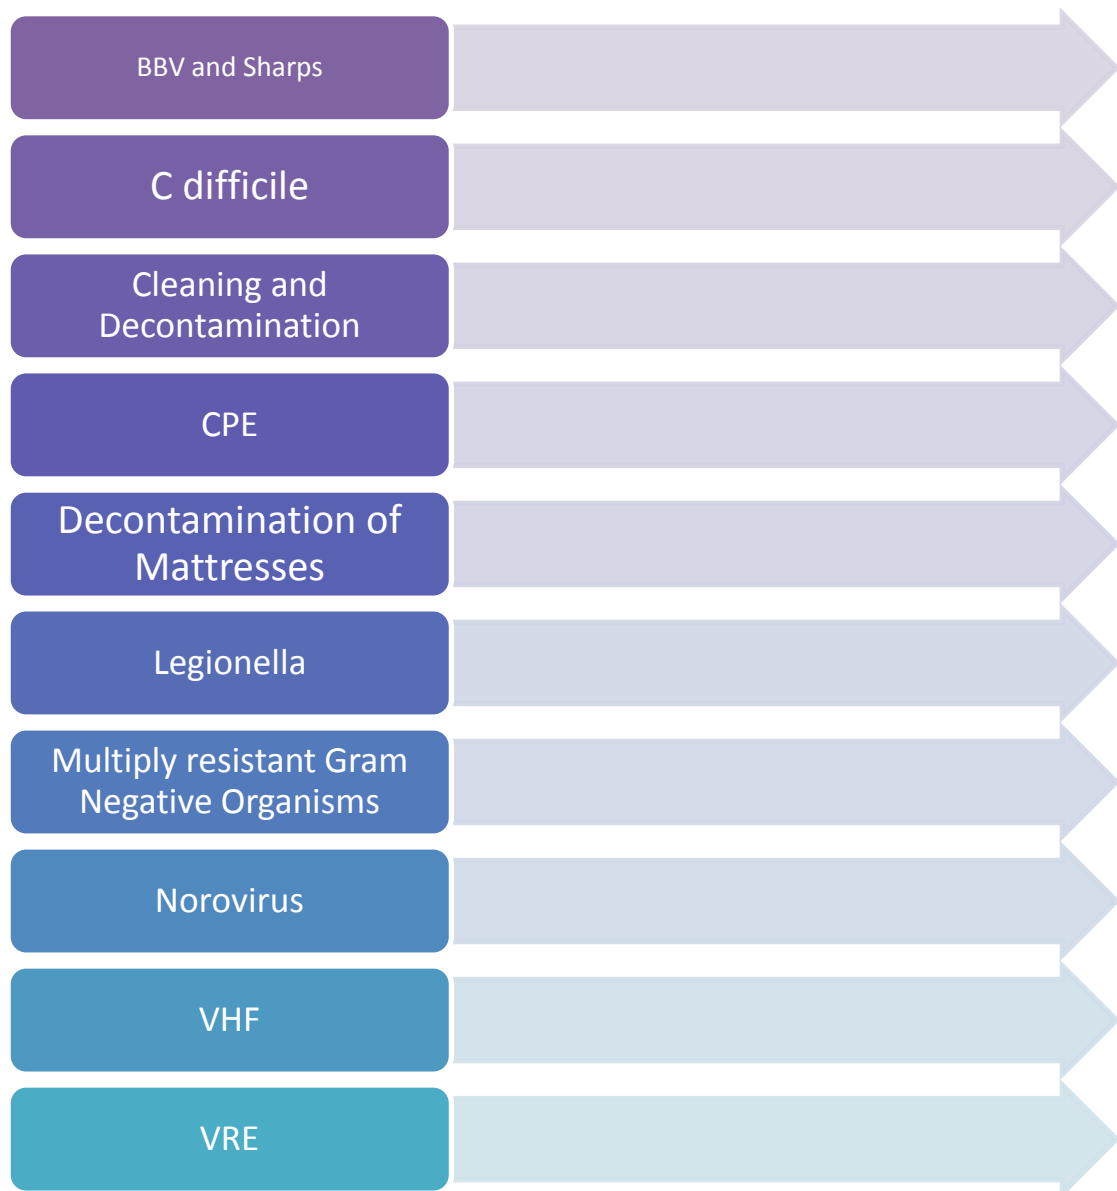 BBV and Sharps
C difficile
Cleaning and
Decontamination
CPE
Decontamination of
Mattresses
Legionella
Multiply resistant Gram
Negative Organisms
Norovirus
VHF
VRE